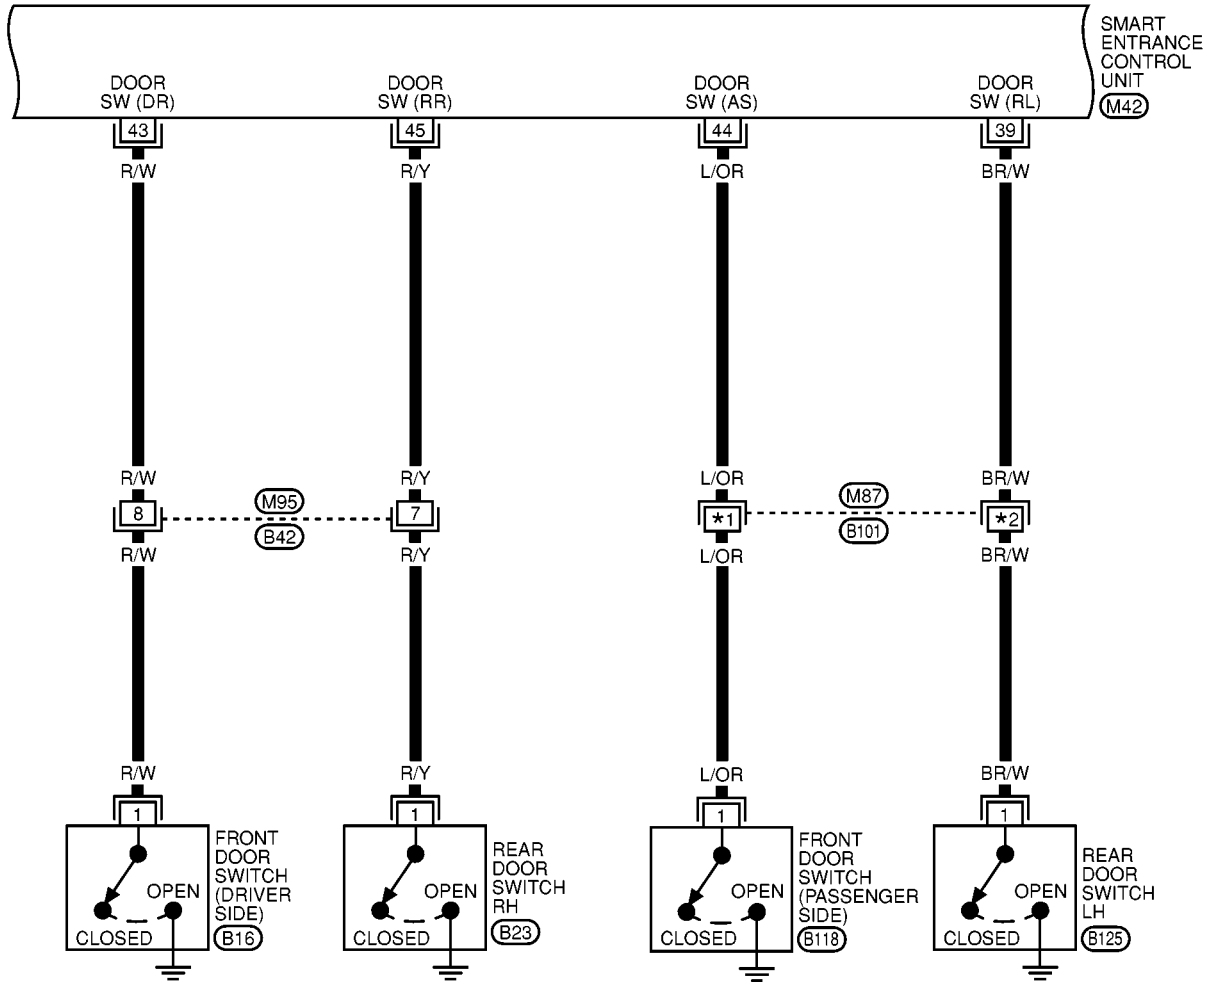 SMART
ENTRANCE
CONTROL
UNIT
M42
DOOR
SW (DR)
DOOR
SW (RR)
DOOR
SW (AS)
DOOR
SW (RL)
43
45
44
39
R/W
R/Y
L/OR
BR/W
R/W
R/Y
L/OR
BR/W
8
M95
B42
7
*1
M87
B101
*2
R/W
R/Y
L/OR
BR/W
R/W
R/Y
L/OR
BR/W
1
1
1
1
OPEN
CLOSED
FRONT
DOOR
SWITCH
(DRIVER
SIDE)
B16
OPEN
CLOSED
REAR
DOOR
SWITCH
RH
B23
OPEN
CLOSED
FRONT
DOOR
SWITCH
(PASSENGER
SIDE)
B118
OPEN
CLOSED
REAR
DOOR
SWITCH
LH
B125